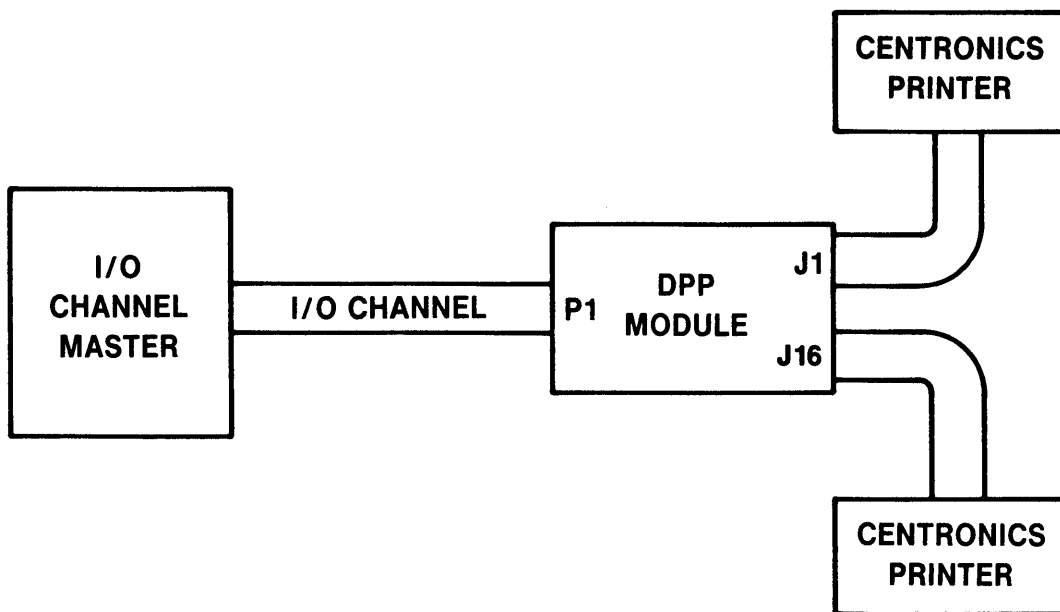 CENTRONICS
PRINTER
I/O
CHANNEL
MASTER
I/O CHANNEL
P1
DPP
MODULE
J1
J16
CENTRONICS
PRINTER